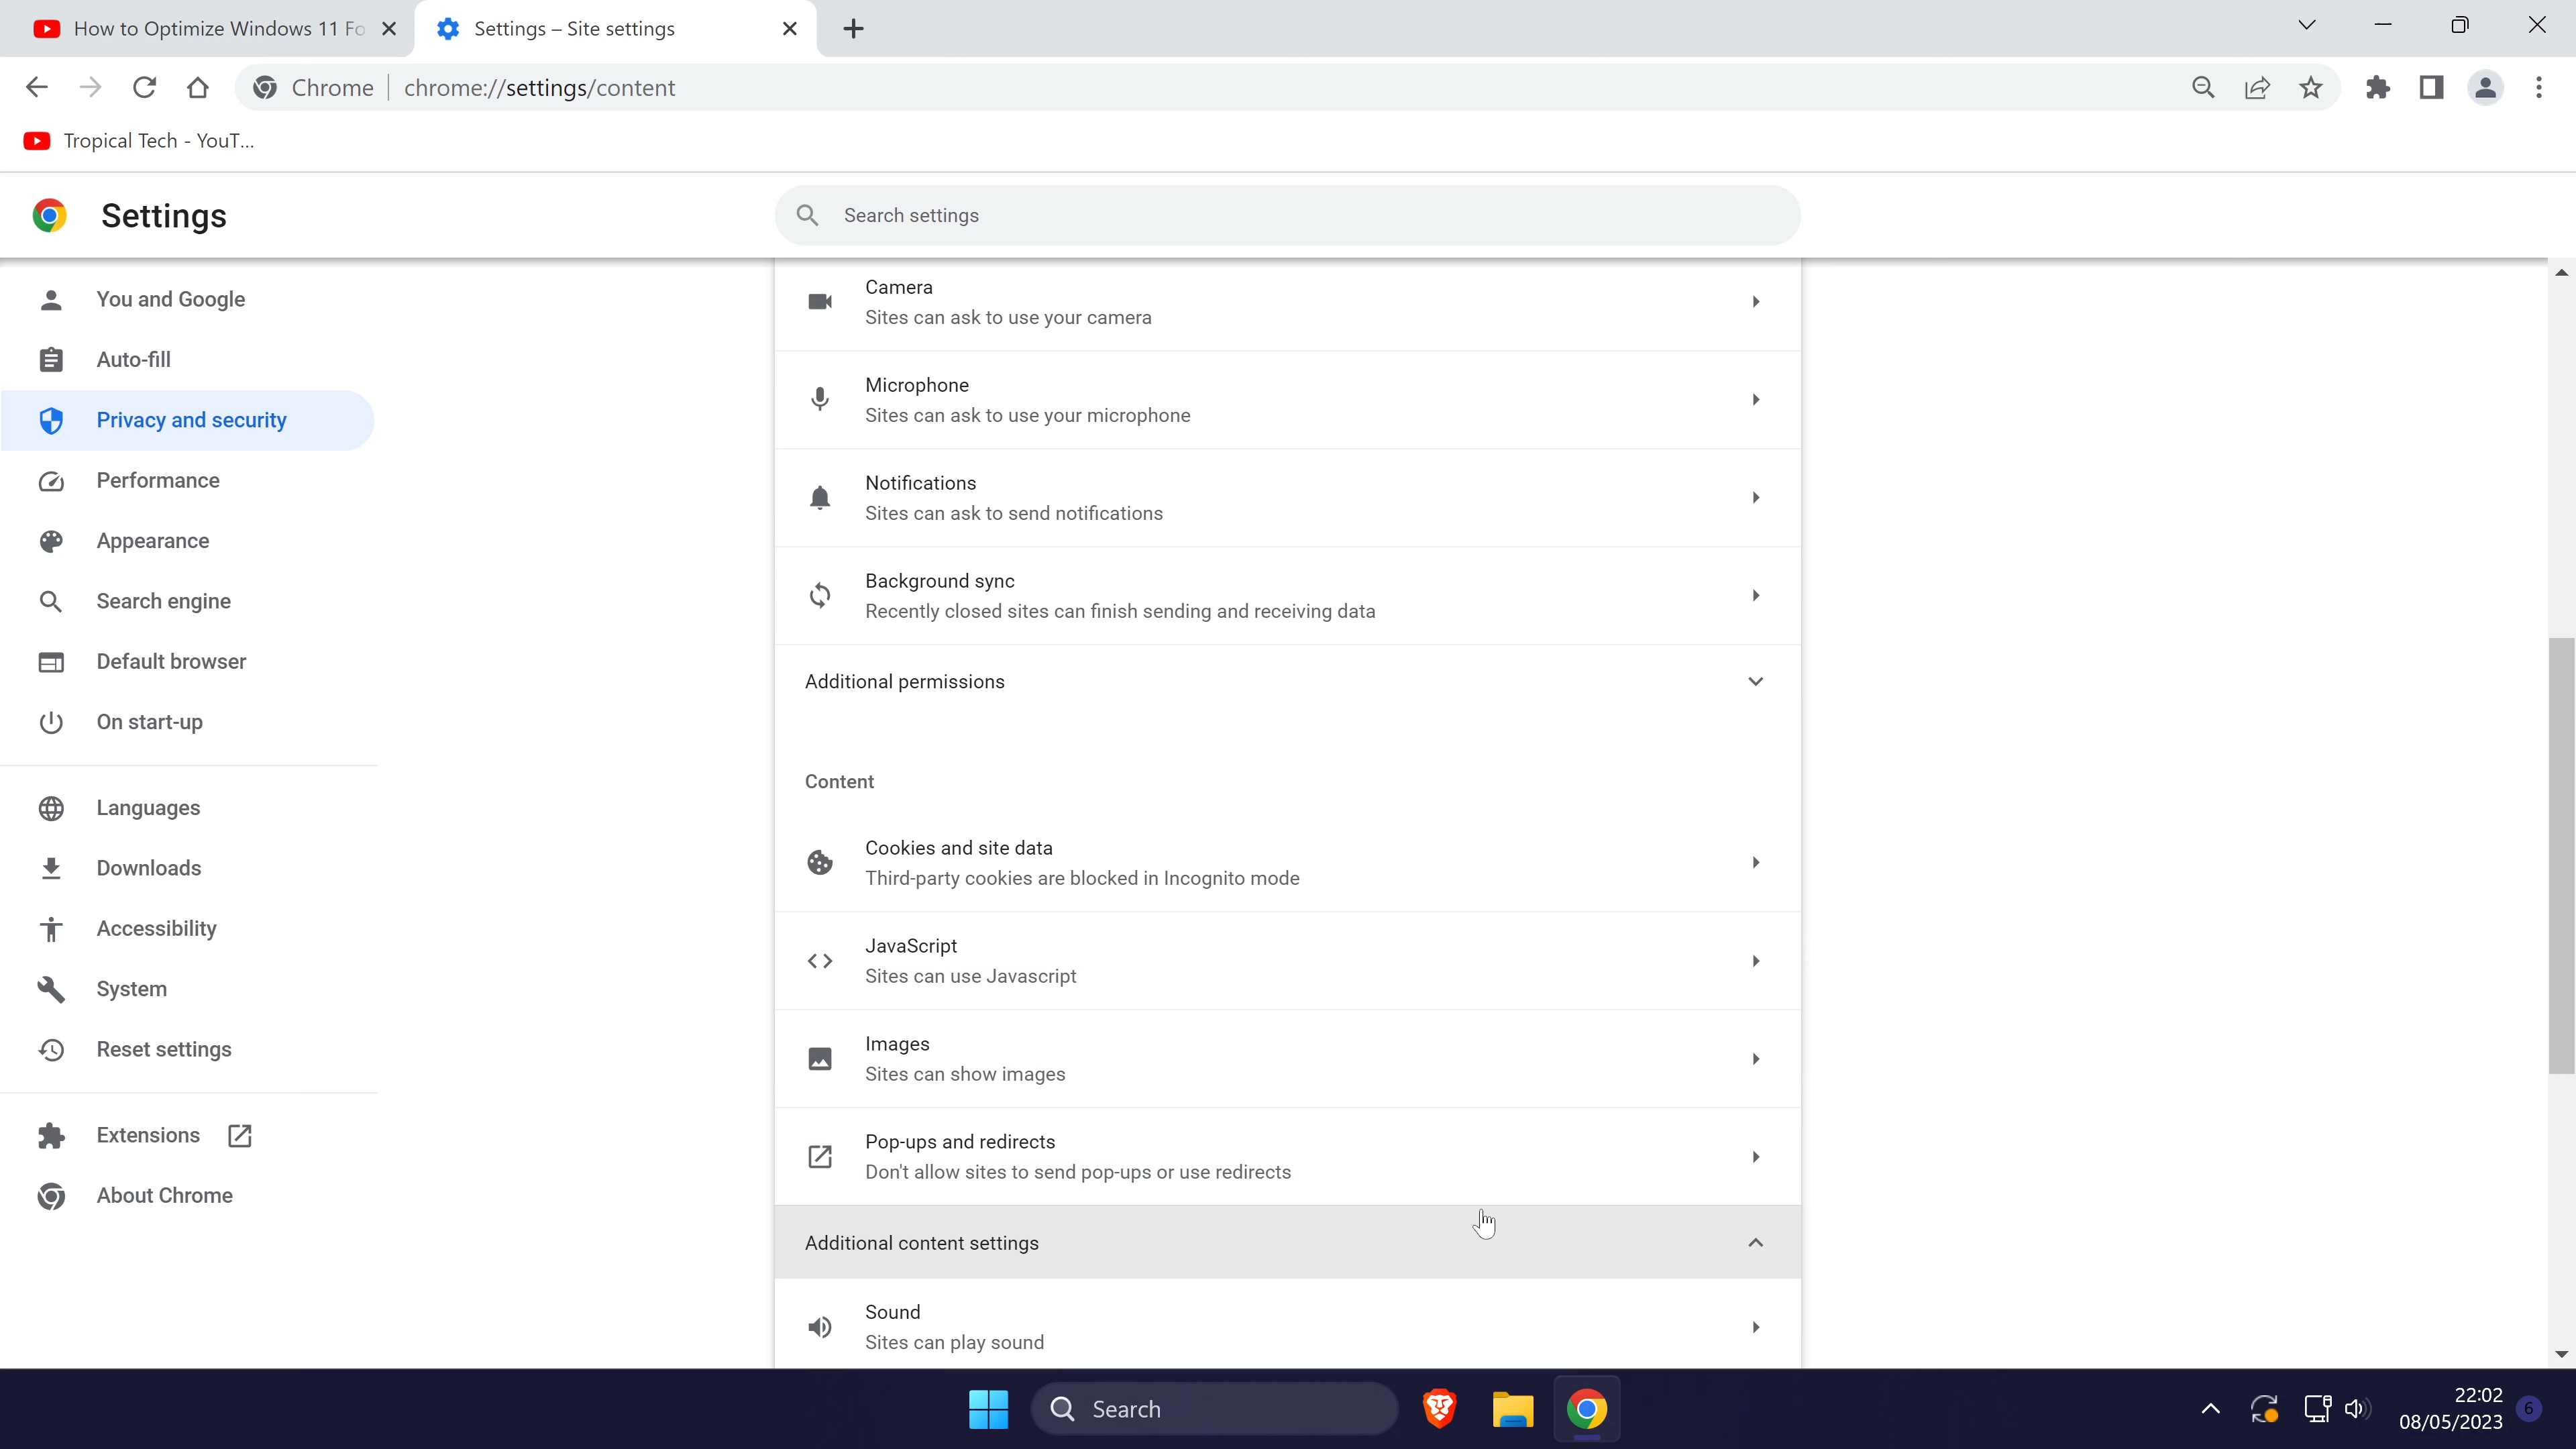 How to Optimize Windows 11 Fo
Settings – Site settings
Chrome
chrome://settings/content
Tropical Tech - YouT...
Settings
Search settings
You and Google
Auto-fill
Privacy and security
Performance
Appearance
Search engine
Default browser
On start-up
Languages
Downloads
Accessibility
System
Reset settings
Extensions
About Chrome
Camera
Sites can ask to use your camera
Microphone
Sites can ask to use your microphone
Notifications
Sites can ask to send notifications
Background sync
Recently closed sites can finish sending and receiving data
Additional permissions
Content
Cookies and site data
Third-party cookies are blocked in Incognito mode
JavaScript
Sites can use Javascript
Images
Sites can show images
Pop-ups and redirects
Don't allow sites to send pop-ups or use redirects
Additional content settings
Sound
Sites can play sound
Search
22:02
08/05/2023
6